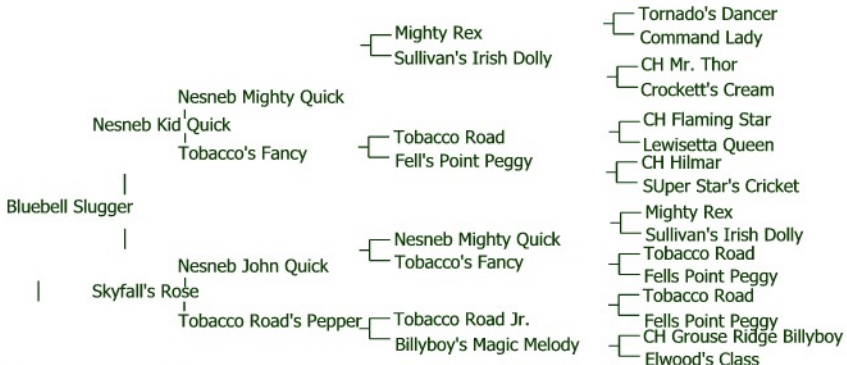 Tornado's Dancer
Mighty Rex
Command Lady
Sullivan's Irish Dolly
CH Mr. Thor
Crockett's Cream
Nesneb Mighty Quick
CH Flaming Star
Nesneb Kid Quick
Tobacco Road
Lewisetta Queen
Tobacco's Fancy
Fell's Point Peggy
CH Hilmar
SUper Star's Cricket
Bluebell Slugger
Mighty Rex
Sullivan's Irish Dolly
Nesneb Mighty Quick
Tobacco Road
Nesneb John Quick
Tobacco's Fancy
Fells Point Peggy
Skyfall's Rose
Tobacco Road
Tobacco Road's Pepper
Tobacco Road Jr.
Fells Point Peggy
CH Grouse Ridge Billyboy
Billyboy's Magic Melody
Elwood's Class